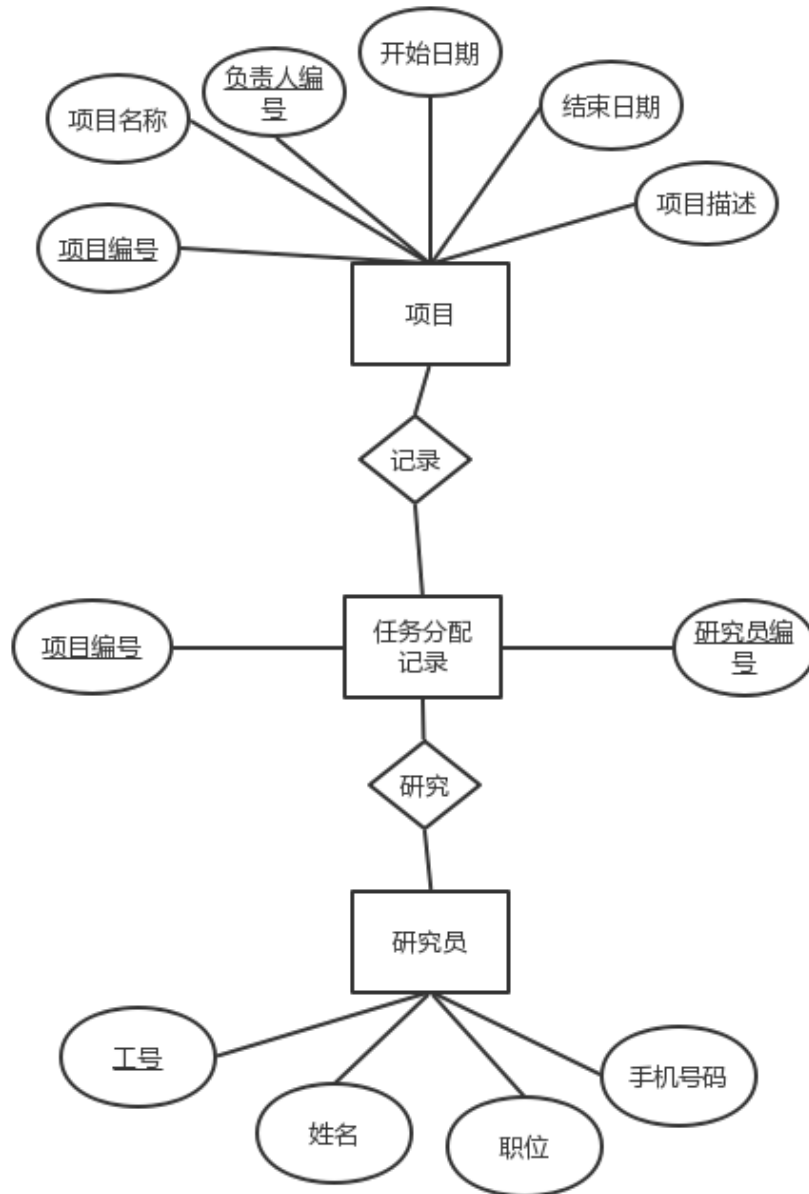 开始日期
负责人编
号
结束日期
项目名称
项目描述
项目编号
项目
记录
项目编号
任务分配
记录
研究员编
号
研究
研究员
工号
手机号码
姓名
职位